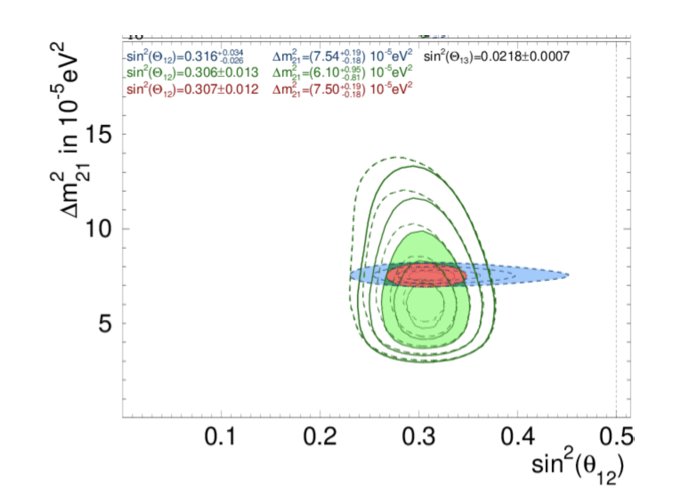 10
sin²(Θ₁₂)=0.316⁺⁰·⁰³⁴₋₀.₀₂₆ Δm²₂₁=(7.54⁺⁰·¹⁹₋₀.₁₈) 10⁻⁵eV² sin²(Θ₁₃)=0.0218±0.0007
sin²(Θ₁₂)=0.306±0.013 Δm²₂₁=(6.10⁺⁰·⁹⁵₋₀.₈₁) 10⁻⁵eV²
sin²(Θ₁₂)=0.307±0.012 Δm²₂₁=(7.50⁺⁰·¹⁹₋₀.₁₈) 10⁻⁵eV²
Δm²₂₁ in 10⁻⁵eV²
15
10
5
0.1 0.2 0.3 0.4 0.5
sin²(θ₁₂)